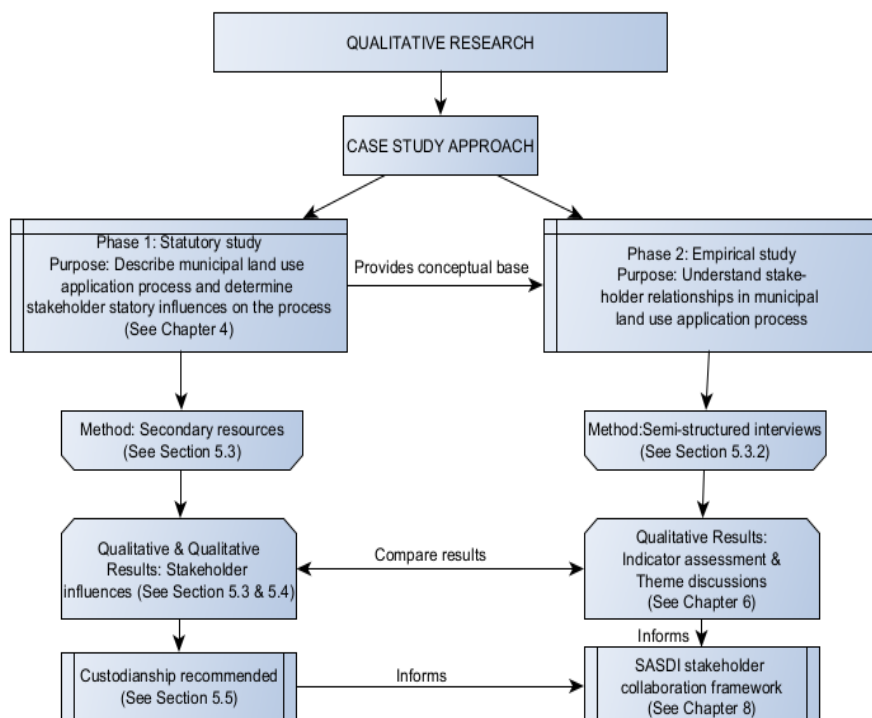 QUALITATIVE RESEARCH
CASE STUDY APPROACH
Phase 1: Statutory study
Purpose: Describe municipal land use
application process and determine
stakeholder statory influences on the process
(See Chapter 4)
Provides conceptual base
Phase 2: Empirical study
Purpose: Understand stake-
holder relationships in municipal
land use application process
Method: Secondary resources
(See Section 5.3)
Method:Semi-structured interviews
(See Section 5.3.2)
Qualitative & Qualitative
Results: Stakeholder
influences (See Section 5.3 & 5.4)
Compare results
Qualitative Results:
Indicator assessment &
Theme discussions
(See Chapter 6)
Informs
Custodianship recommended
(See Section 5.5)
Informs
SASDI stakeholder
collaboration framework
(See Chapter 8)